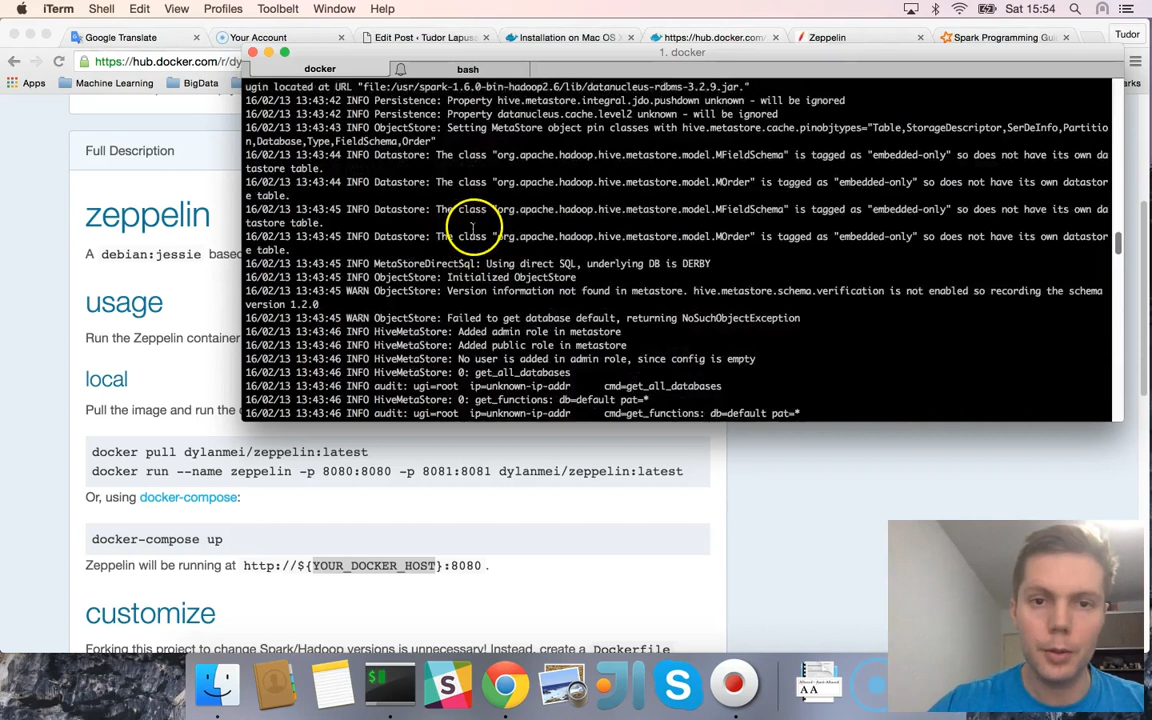 iTerm Shell Edit View Profiles Toolbelt Window Help Sat 15:54
Google Translate Your Account Edit Post ‹ Tudor Lapus Installation on Mac OS X https://hub.docker.com/r/ Zeppelin Spark Programming Gui Tudor
https://hub.docker.com/r/dy
Apps Machine Learning BigData
1. docker
docker bash
ugin located at URL "file:/usr/spark-1.6.0-bin-hadoop2.6/lib/datanucleus-rdbms-3.2.9.jar."
16/02/13 13:43:42 INFO Persistence: Property hive.metastore.integral.jdo.pushdown unknown - will be ignored
16/02/13 13:43:42 INFO Persistence: Property datanucleus.cache.level2 unknown - will be ignored
16/02/13 13:43:43 INFO ObjectStore: Setting MetaStore object pin classes with hive.metastore.cache.pinobjtypes="Table,StorageDescriptor,SerDeInfo,Partitio
n,Database,Type,FieldSchema,Order"
16/02/13 13:43:44 INFO Datastore: The class "org.apache.hadoop.hive.metastore.model.MFieldSchema" is tagged as "embedded-only" so does not have its own da
tastore table.
16/02/13 13:43:44 INFO Datastore: The class "org.apache.hadoop.hive.metastore.model.MOrder" is tagged as "embedded-only" so does not have its own datastor
e table.
16/02/13 13:43:45 INFO Datastore: The class "org.apache.hadoop.hive.metastore.model.MFieldSchema" is tagged as "embedded-only" so does not have its own da
tastore table.
16/02/13 13:43:45 INFO Datastore: The class "org.apache.hadoop.hive.metastore.model.MOrder" is tagged as "embedded-only" so does not have its own datastor
e table.
16/02/13 13:43:45 INFO MetaStoreDirectSql: Using direct SQL, underlying DB is DERBY
16/02/13 13:43:45 INFO ObjectStore: Initialized ObjectStore
16/02/13 13:43:45 WARN ObjectStore: Version information not found in metastore. hive.metastore.schema.verification is not enabled so recording the schema
version 1.2.0
16/02/13 13:43:45 WARN ObjectStore: Failed to get database default, returning NoSuchObjectException
16/02/13 13:43:46 INFO HiveMetaStore: Added admin role in metastore
16/02/13 13:43:46 INFO HiveMetaStore: Added public role in metastore
16/02/13 13:43:46 INFO HiveMetaStore: No user is added in admin role, since config is empty
16/02/13 13:43:46 INFO HiveMetaStore: 0: get_all_databases
16/02/13 13:43:46 INFO audit: ugi=root ip=unknown-ip-addr cmd=get_all_databases
16/02/13 13:43:46 INFO HiveMetaStore: 0: get_functions: db=default pat=*
16/02/13 13:43:46 INFO audit: ugi=root ip=unknown-ip-addr cmd=get_functions: db=default pat=*
Full Description
zeppelin
A debian:jessie based
usage
Run the Zeppelin container
local
Pull the image and run the
docker pull dylanmei/zeppelin:latest
docker run --name zeppelin -p 8080:8080 -p 8081:8081 dylanmei/zeppelin:latest
Or, using docker-compose:
docker-compose up
Zeppelin will be running at http://${YOUR_DOCKER_HOST}:8080 .
customize
Forking this project to change Spark/Hadoop versions is unnecessary! Instead, create a Dockerfile